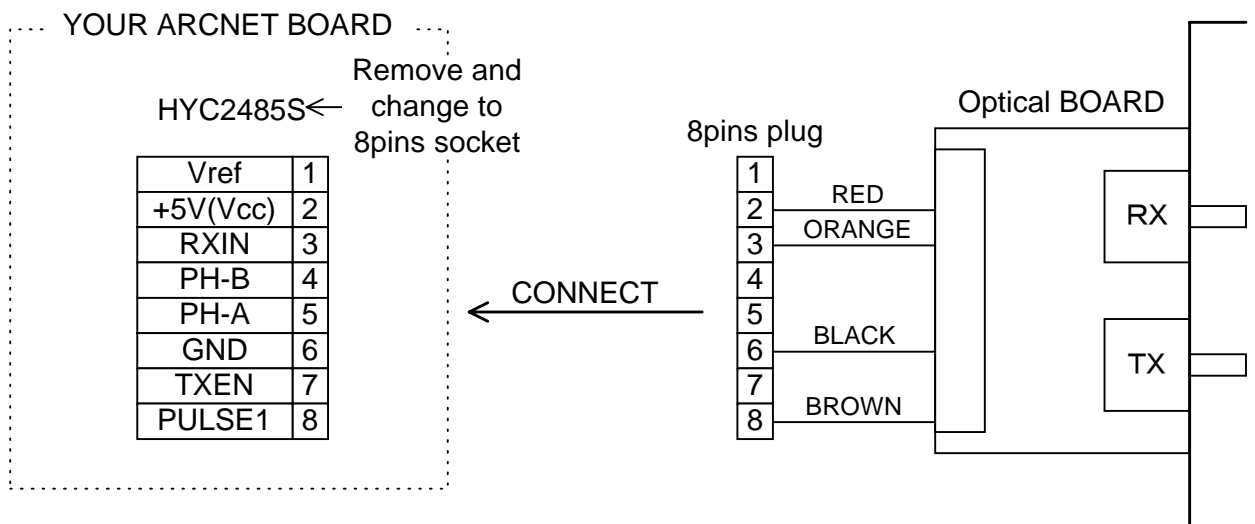 YOUR ARCNET BOARD
HYC2485S
Remove and
change to
8pins socket
Vref 1
+5V(Vcc) 2
RXIN 3
PH-B 4
PH-A 5
GND 6
TXEN 7
PULSE1 8
CONNECT
8pins plug
1
2 RED
3 ORANGE
4
5
6 BLACK
7
8 BROWN
Optical BOARD
RX
TX